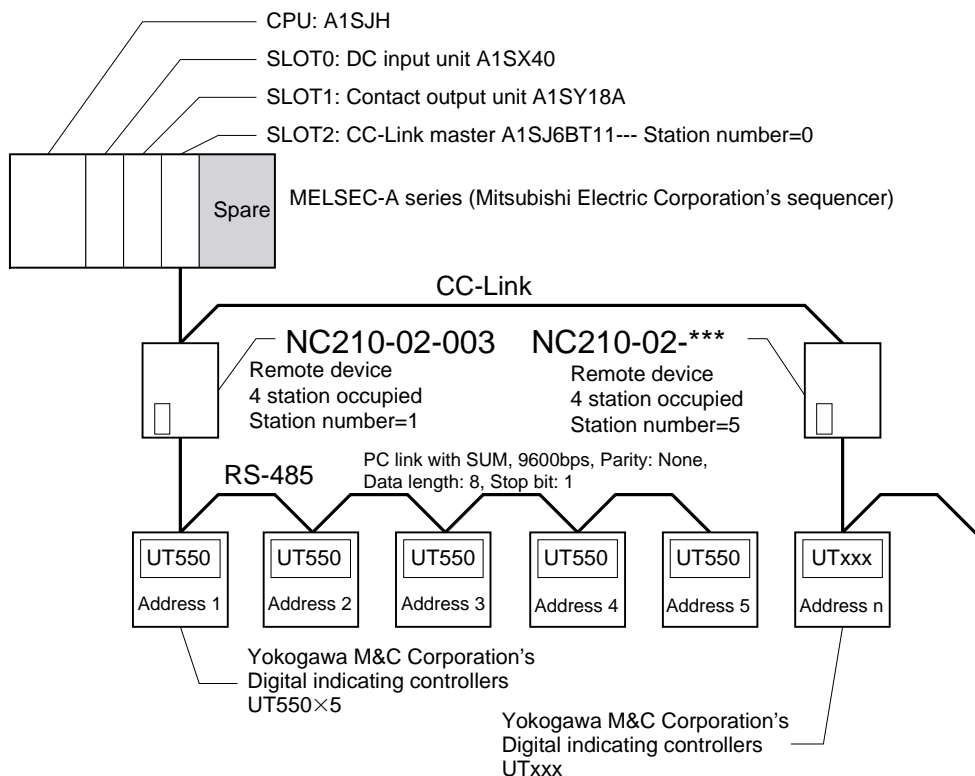 CPU: A1SJH
SLOT0: DC input unit A1SX40
SLOT1: Contact output unit A1SY18A
SLOT2: CC-Link master A1SJ6BT11--- Station number=0
Spare
MELSEC-A series (Mitsubishi Electric Corporation's sequencer)
CC-Link
NC210-02-003
Remote device
4 station occupied
Station number=1
NC210-02-***
Remote device
4 station occupied
Station number=5
RS-485
PC link with SUM, 9600bps, Parity: None,
Data length: 8, Stop bit: 1
UT550
Address 1
UT550
Address 2
UT550
Address 3
UT550
Address 4
UT550
Address 5
UTxxx
Address n
Yokogawa M&C Corporation's
Digital indicating controllers
UT550×5
Yokogawa M&C Corporation's
Digital indicating controllers
UTxxx